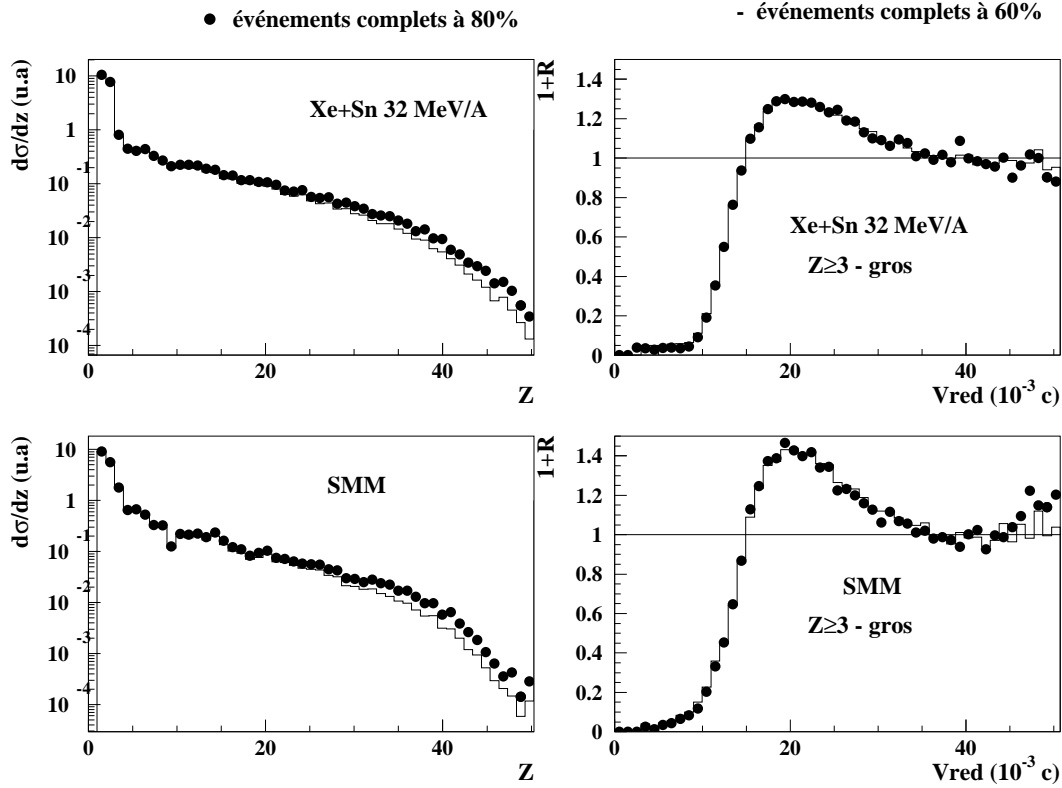 ● événements complets à 80%
- événements complets à 60%
dσ/dz (u.a)
10
1
10 -1
10 -2
10 -3
10 -4
Xe+Sn 32 MeV/A
0 20 40
Z
1+R
1.4
1.2
1
0.8
0.6
0.4
0.2
0
Xe+Sn 32 MeV/A
Z≥3 - gros
0 20 40
Vred (10-3 c)
dσ/dz (u.a)
10
1
10 -1
10 -2
10 -3
10 -4
SMM
0 20 40
Z
1+R
1.4
1.2
1
0.8
0.6
0.4
0.2
0
SMM
Z≥3 - gros
0 20 40
Vred (10-3 c)